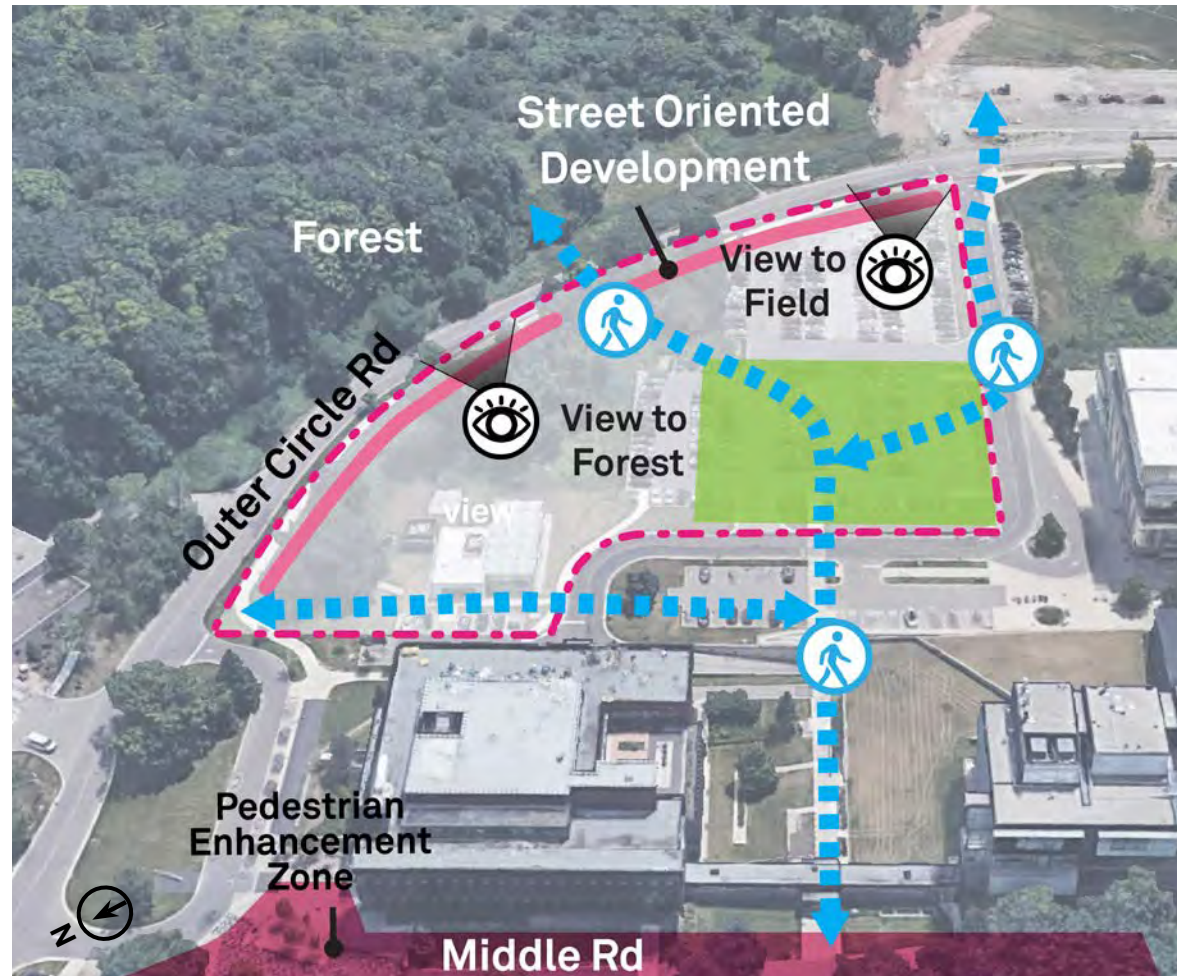 Street Oriented
Development
Forest
View to
Field
Outer Circle Rd
View to
Forest
view
Pedestrian
Enhancement
Zone
N
Middle Rd